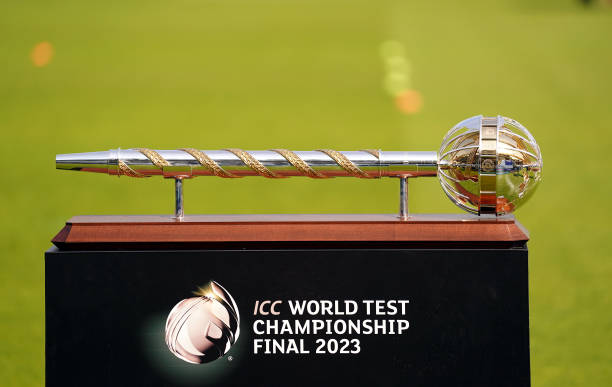 ICC WORLD TEST
CHAMPIONSHIP
FINAL 2023
®